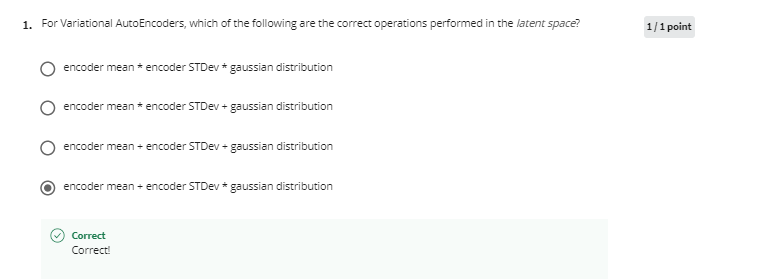 1. For Variational AutoEncoders, which of the following are the correct operations performed in the latent space?
1 / 1 point
encoder mean * encoder STDev * gaussian distribution
encoder mean * encoder STDev + gaussian distribution
encoder mean + encoder STDev + gaussian distribution
encoder mean + encoder STDev * gaussian distribution
Correct
Correct!